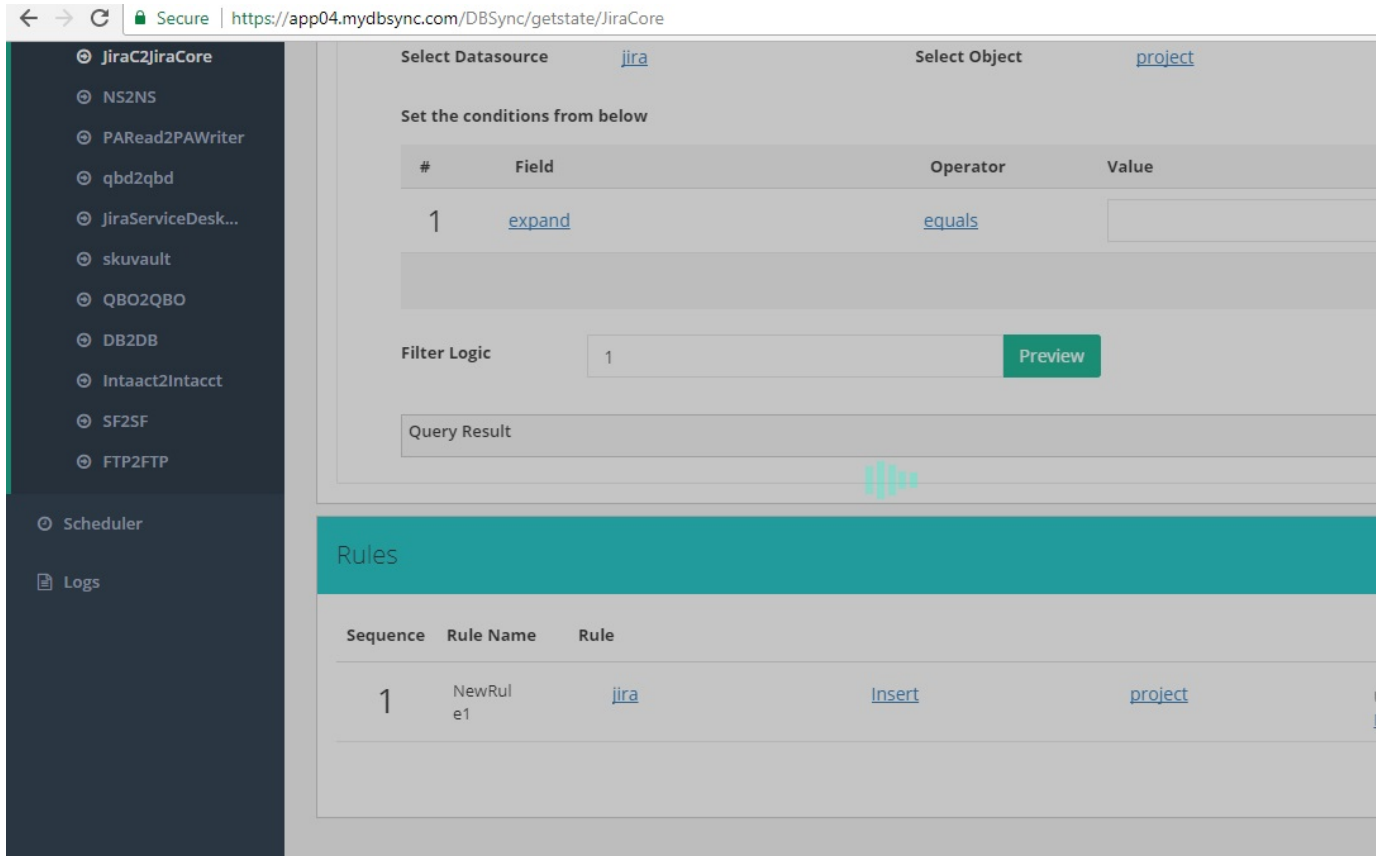 Secure | https://app04.mydbsync.com/DBSync/getstate/JiraCore
JiraC2JiraCore
NS2NS
PARead2PAWriter
qbd2qbd
JiraServiceDesk...
skuvault
QBO2QBO
DB2DB
Intaact2Intacct
SF2SF
FTP2FTP
Scheduler
Logs
Select Datasource jira Select Object project
Set the conditions from below
# Field Operator Value
1 expand equals
Filter Logic 1 Preview
Query Result
Rules
Sequence Rule Name Rule
1 NewRul jira Insert project
e1